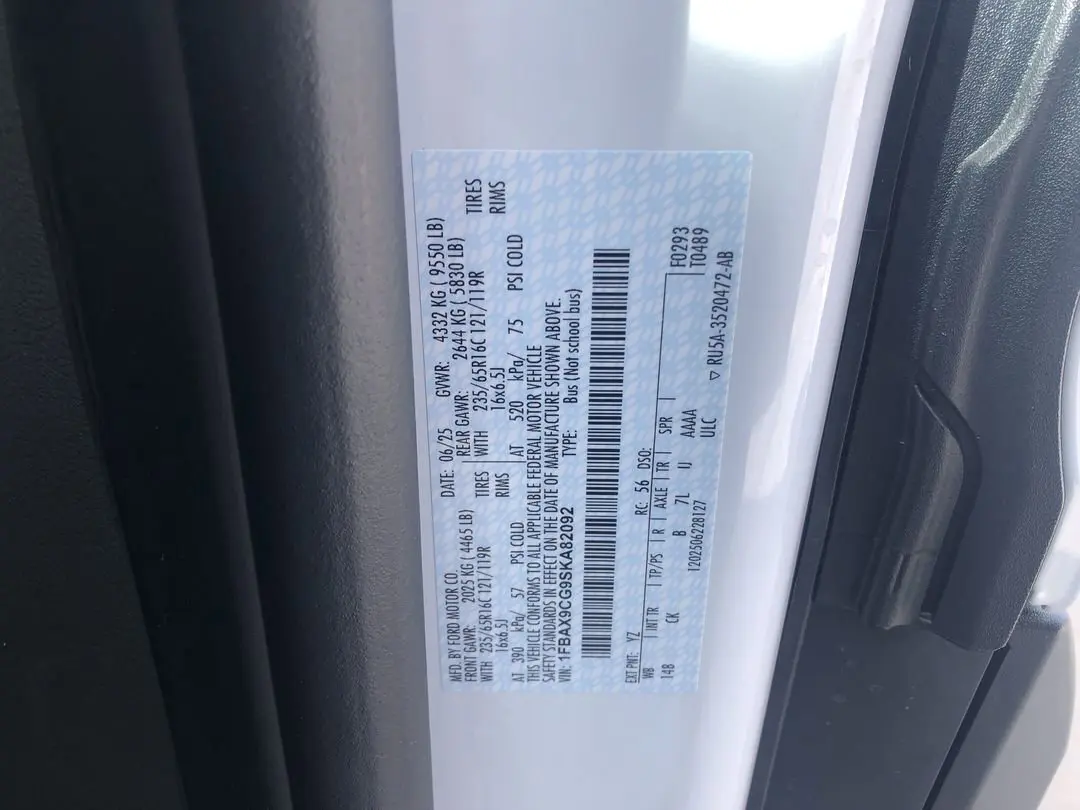 MFD. BY FORD MOTOR CO. DATE: 06/25 GVWR: 4332 KG ( 9550 LB)
FRONT GAWR: 2025 KG ( 4465 LB) REAR GAWR: 2644 KG ( 5830 LB)
WITH 235/65R16C 121/119R TIRES WITH 235/65R16C 121/119R TIRES
16x6.5J RIMS 16x6.5J RIMS
AT 390 kPa/ 57 PSI COLD AT 520 kPa/ 75 PSI COLD
THIS VEHICLE CONFORMS TO ALL APPLICABLE FEDERAL MOTOR VEHICLE
SAFETY STANDARDS IN EFFECT ON THE DATE OF MANUFACTURE SHOWN ABOVE.
VIN: 1FBAX9CG9SKA82092 TYPE: Bus (Not school bus)
EXT PNT: YZ RC: 56 DSO:
WB INT TR TP/PS R AXLE TR SPR
14B CK B 7L U AAAA
ULC
1202506228127
F0293
T0489
▽ RU5A-3520472-AB